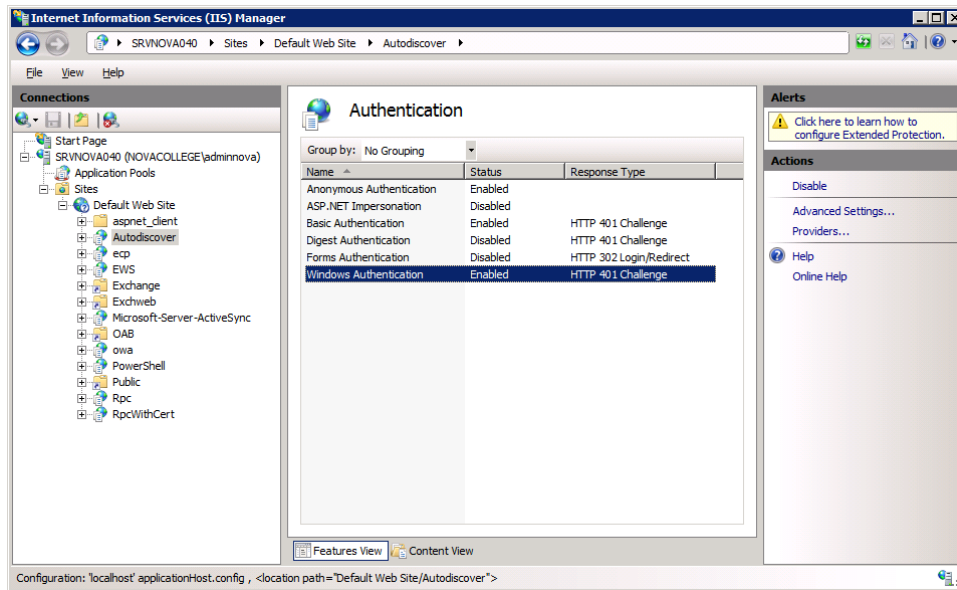 Internet Information Services (IIS) Manager
SRVNOVA040 Sites Default Web Site Autodiscover
File View Help
Connections
Start Page
SRVNOVA040 (NOVACOLLEGE\adminnova)
Application Pools
Sites
Default Web Site
aspnet_client
Autodiscover
ecp
EWS
Exchange
Exchweb
Microsoft-Server-ActiveSync
OAB
owa
PowerShell
Public
Rpc
RpcWithCert
Authentication
Group by: No Grouping
Name Status Response Type
Anonymous Authentication Enabled
ASP.NET Impersonation Disabled
Basic Authentication Enabled HTTP 401 Challenge
Digest Authentication Disabled HTTP 401 Challenge
Forms Authentication Disabled HTTP 302 Login/Redirect
Windows Authentication Enabled HTTP 401 Challenge
Features View Content View
Alerts
Click here to learn how to
configure Extended Protection.
Actions
Disable
Advanced Settings...
Providers...
Help
Online Help
Configuration: 'localhost' applicationHost.config , <location path="Default Web Site/Autodiscover">